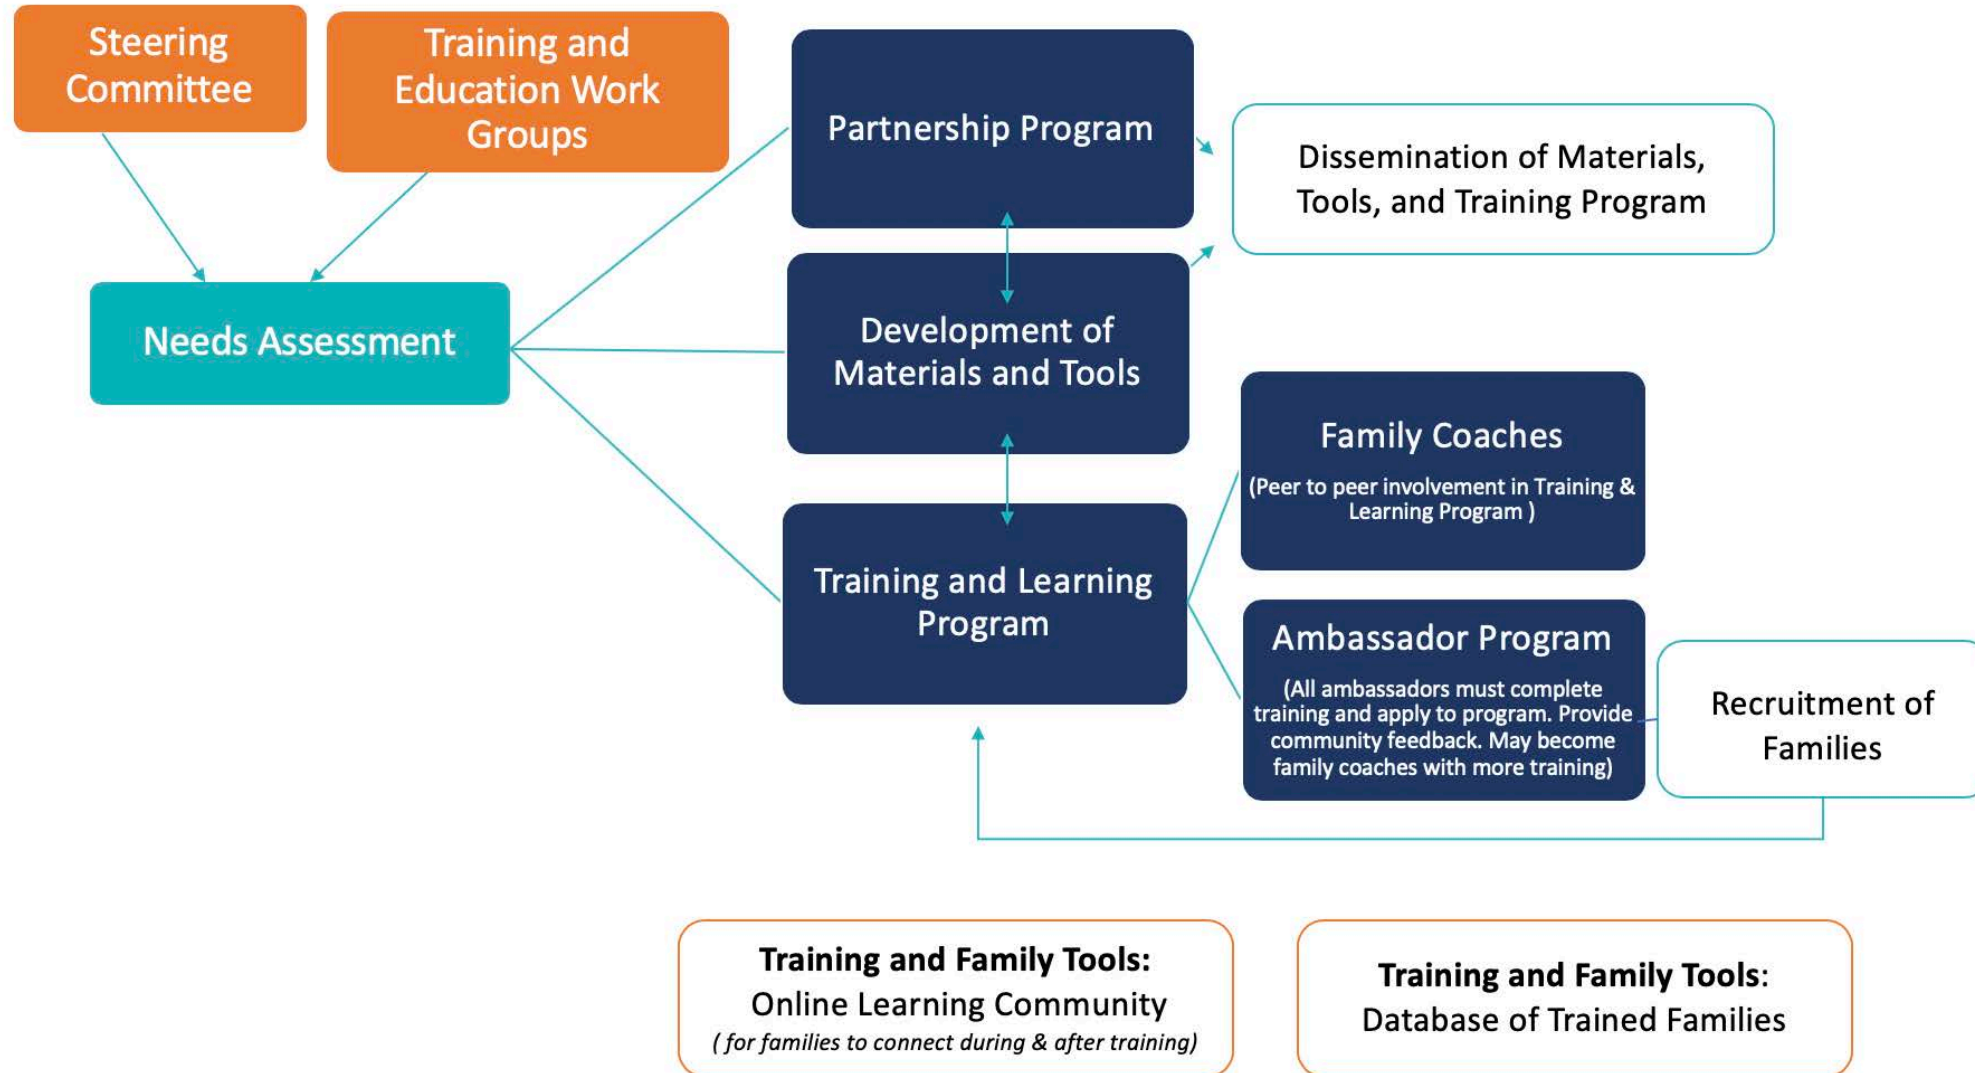 Steering
Committee
Training and
Education Work
Groups
Partnership Program
Dissemination of Materials,
Tools, and Training Program
Needs Assessment
Development of
Materials and Tools
Family Coaches
(Peer to peer involvement in Training &
Learning Program )
Training and Learning
Program
Ambassador Program
(All ambassadors must complete
training and apply to program. Provide
community feedback. May become
family coaches with more training)
Recruitment of
Families
Training and Family Tools:
Online Learning Community
( for families to connect during & after training)
Training and Family Tools:
Database of Trained Families